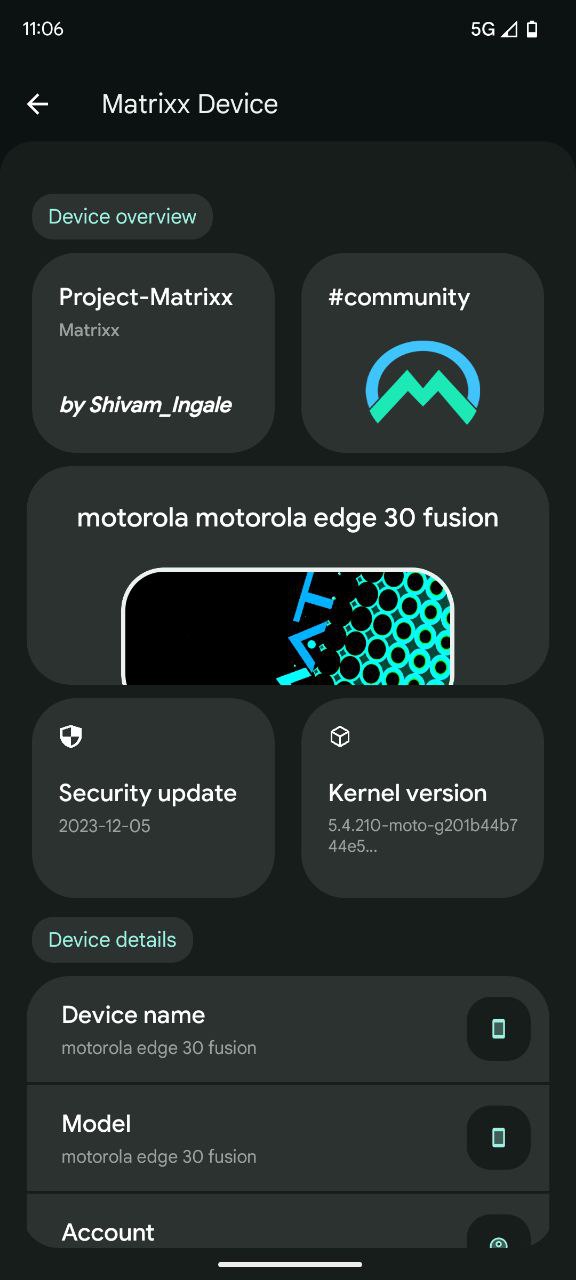 11:06
5G
Matrixx Device
Device overview
Project-Matrixx
Matrixx
by Shivam_Ingale
#community
motorola motorola edge 30 fusion
Security update
2023-12-05
Kernel version
5.4.210-moto-g201b44b7
44e5...
Device details
Device name
motorola edge 30 fusion
Model
motorola edge 30 fusion
Account